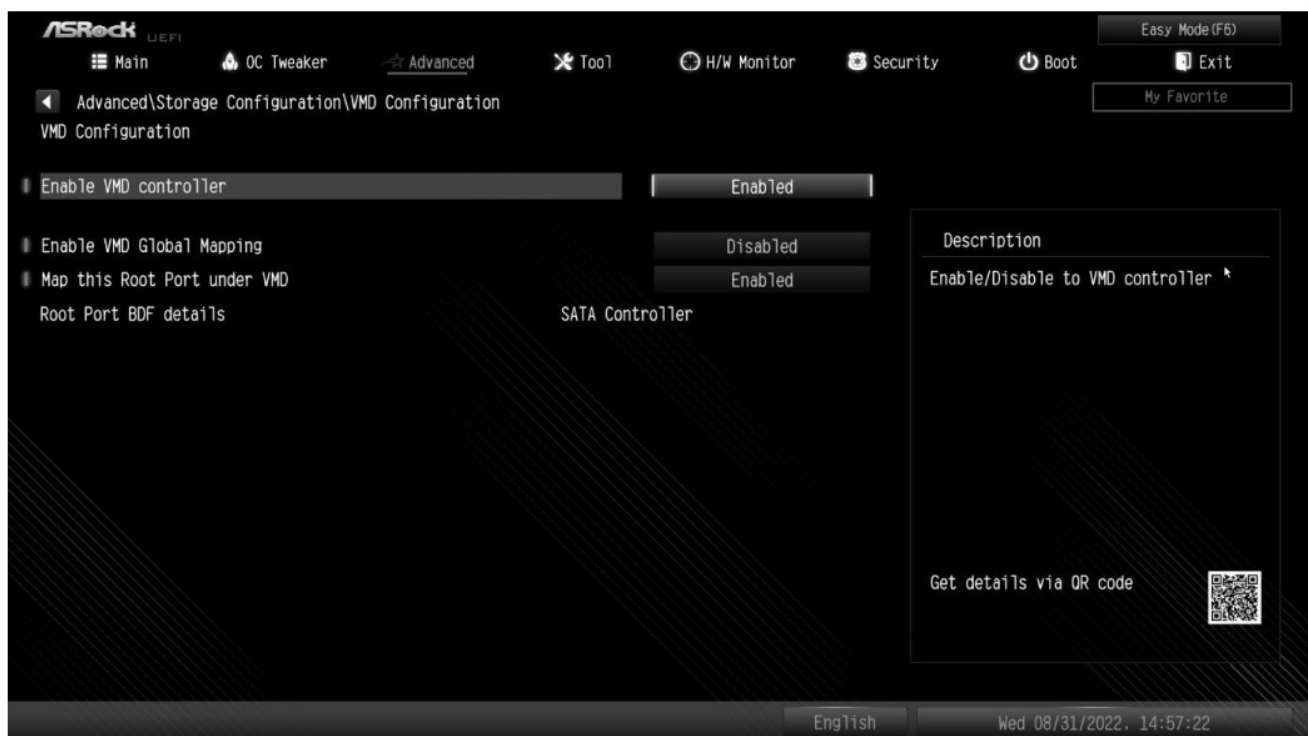 ASRock UEFI
Easy Mode(F6)
Main OC Tweaker Advanced Tool H/W Monitor Security Boot Exit
Advanced\Storage Configuration\VMD Configuration
My Favorite
VMD Configuration
Enable VMD controller Enabled
Enable VMD Global Mapping Disabled
Map this Root Port under VMD Enabled
Root Port BDF details SATA Controller
Description
Enable/Disable to VMD controller
Get details via QR code
English
Wed 08/31/2022, 14:57:22